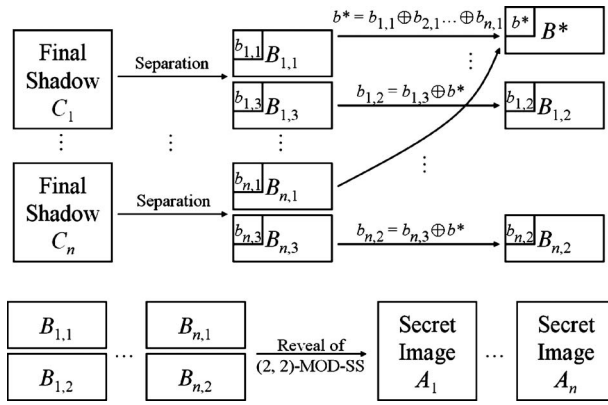 b* = b1,1 ⊕ b2,1 ... ⊕ bn,1
Final Shadow C1
Separation
b1,1 B1,1
b* B*
⋮
b1,3 B1,3
b1,2 = b1,3 ⊕ b*
b1,2 B1,2
⋮ ⋮ ⋮ ⋮ ⋮
Final Shadow Cn
Separation
bn,1 Bn,1
bn,3 Bn,3
bn,2 = bn,3 ⊕ b*
bn,2 Bn,2
B1,1 ... Bn,1
B1,2 Bn,2
Reveal of
(2, 2)-MOD-SS
Secret Image A1
...
Secret Image An